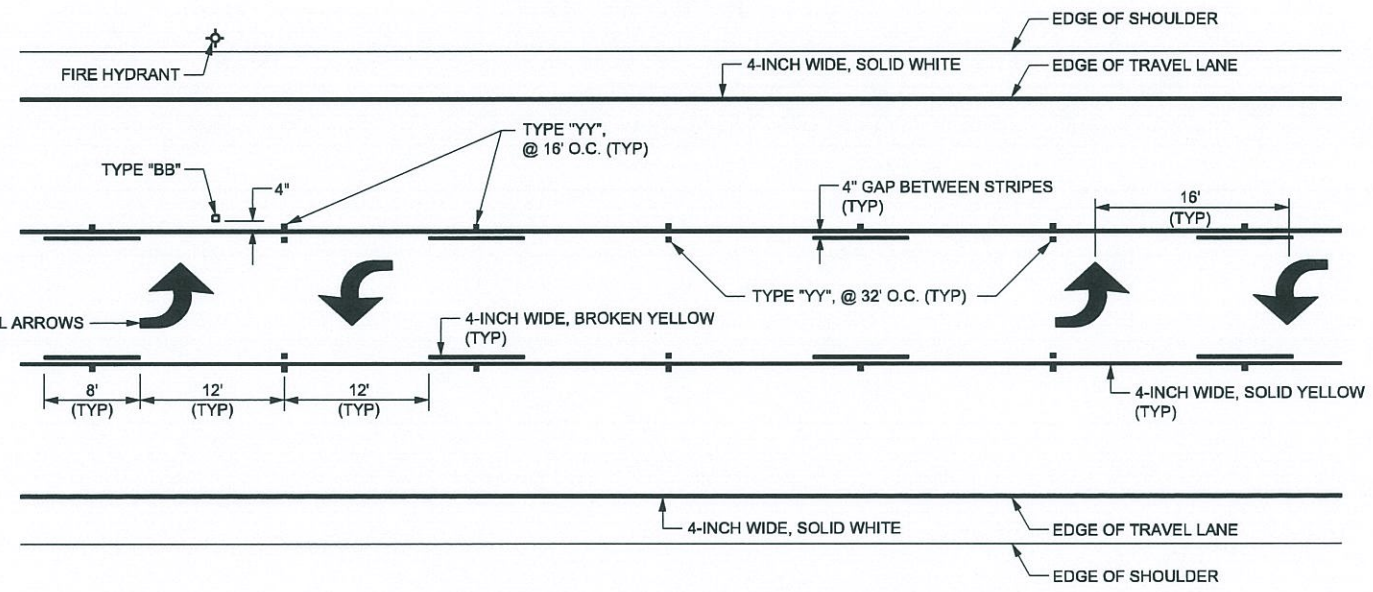 EDGE OF SHOULDER
FIRE HYDRANT
4-INCH WIDE, SOLID WHITE
EDGE OF TRAVEL LANE
TYPE "YY",
@ 16' O.C. (TYP)
TYPE "BB"
4"
4" GAP BETWEEN STRIPES
(TYP)
16'
(TYP)
TYPE "YY", @ 32' O.C. (TYP)
L ARROWS
4-INCH WIDE, BROKEN YELLOW
(TYP)
8'
(TYP)
12'
(TYP)
12'
(TYP)
4-INCH WIDE, SOLID YELLOW
(TYP)
4-INCH WIDE, SOLID WHITE
EDGE OF TRAVEL LANE
EDGE OF SHOULDER